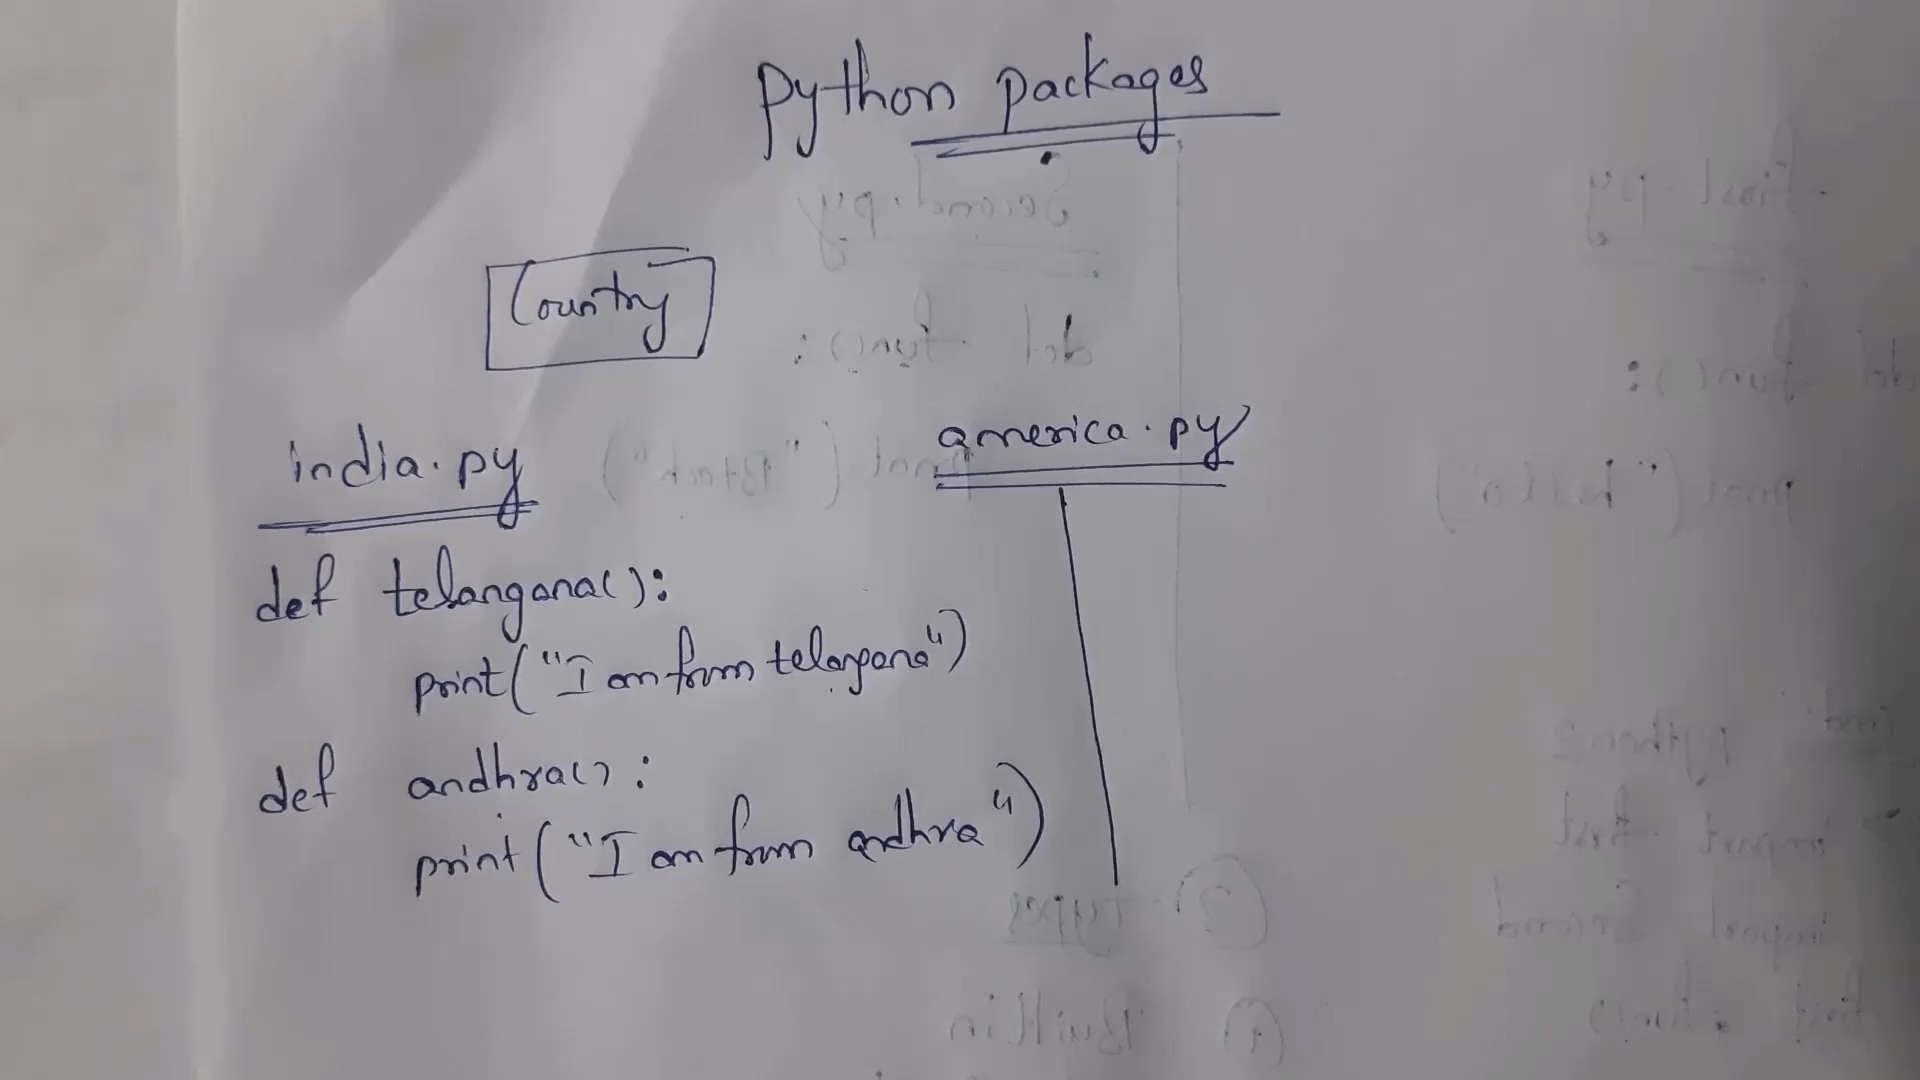 Python packages
Country
india.py
def telangana():
print("I am from telangana")
def andhra():
print("I am from andhra")
america.py